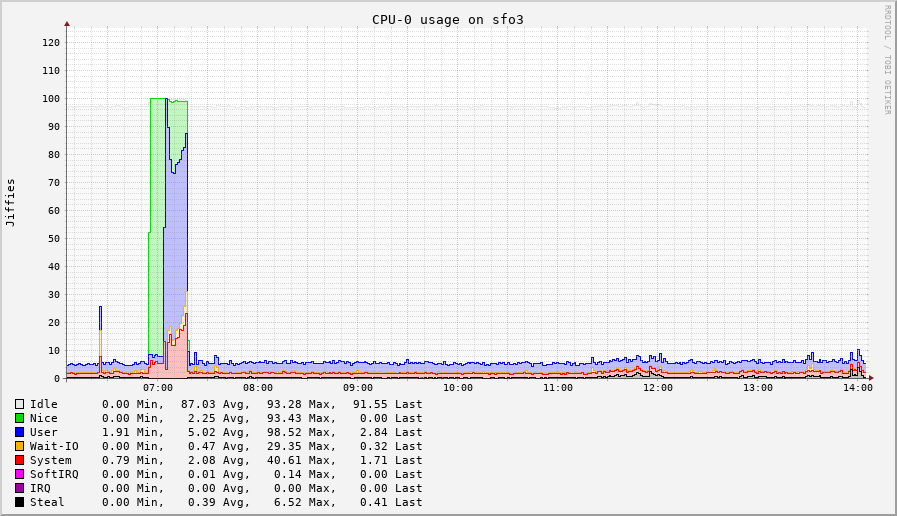 CPU-0 usage on sfo3
RRDTOOL / TOBI OETIKER
Jiffies
120
110
100
90
80
70
60
50
40
30
20
10
0
07:00 08:00 09:00 10:00 11:00 12:00 13:00 14:00
Idle 0.00 Min, 87.03 Avg, 93.28 Max, 91.55 Last
Nice 0.00 Min, 2.25 Avg, 93.43 Max, 0.00 Last
User 1.91 Min, 5.02 Avg, 98.52 Max, 2.84 Last
Wait-IO 0.00 Min, 0.47 Avg, 29.35 Max, 0.32 Last
System 0.79 Min, 2.08 Avg, 40.61 Max, 1.71 Last
SoftIRQ 0.00 Min, 0.01 Avg, 0.14 Max, 0.00 Last
IRQ 0.00 Min, 0.00 Avg, 0.00 Max, 0.00 Last
Steal 0.00 Min, 0.39 Avg, 6.52 Max, 0.41 Last